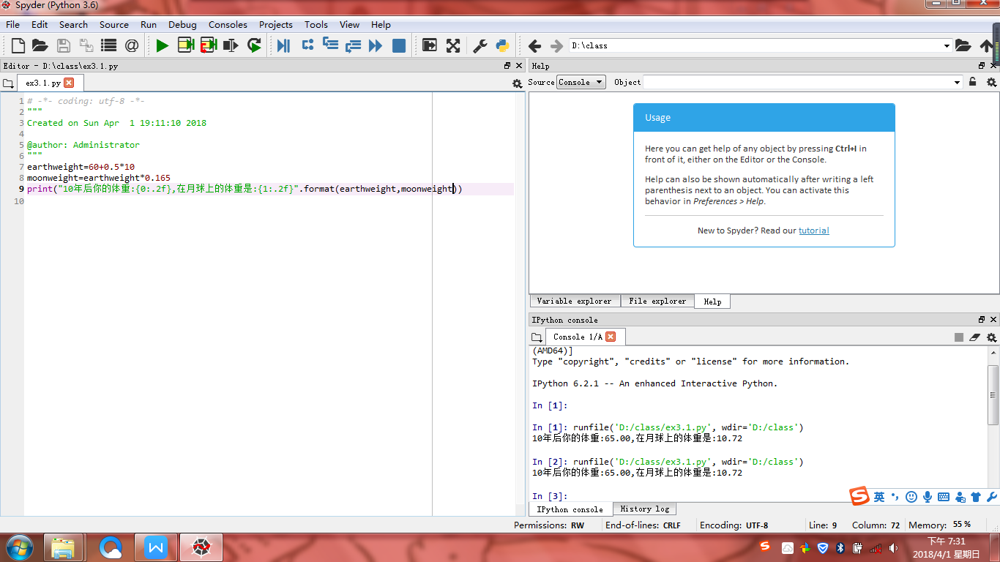 Spyder (Python 3.6)
File Edit Search Source Run Debug Consoles Projects Tools View Help
D:\class
Editor - D:\class\ex3.1.py
ex3.1.py
1 # -*- coding: utf-8 -*-
2 """
3 Created on Sun Apr  1 19:11:10 2018
4
5 @author: Administrator
6 """
7 earthweight=60+0.5*10
8 moonweight=earthweight*0.165
9 print("10年后你的体重:{0:.2f},在月球上的体重是:{1:.2f}".format(earthweight,moonweight))
10
Help
Source Console Object
Usage
Here you can get help of any object by pressing Ctrl+I in
front of it, either on the Editor or the Console.
Help can also be shown automatically after writing a left
parenthesis next to an object. You can activate this
behavior in Preferences > Help.
New to Spyder? Read our tutorial
Variable explorer File explorer Help
IPython console
Console 1/A
(AMD64)]
Type "copyright", "credits" or "license" for more information.
IPython 6.2.1 -- An enhanced Interactive Python.
In [1]:
In [1]: runfile('D:/class/ex3.1.py', wdir='D:/class')
10年后你的体重:65.00,在月球上的体重是:10.72
In [2]: runfile('D:/class/ex3.1.py', wdir='D:/class')
10年后你的体重:65.00,在月球上的体重是:10.72
In [3]:
英
IPython console History log
Permissions: RW End-of-lines: CRLF Encoding: UTF-8 Line: 9 Column: 72 Memory: 55 %
下午 7:31
2018/4/1 星期日